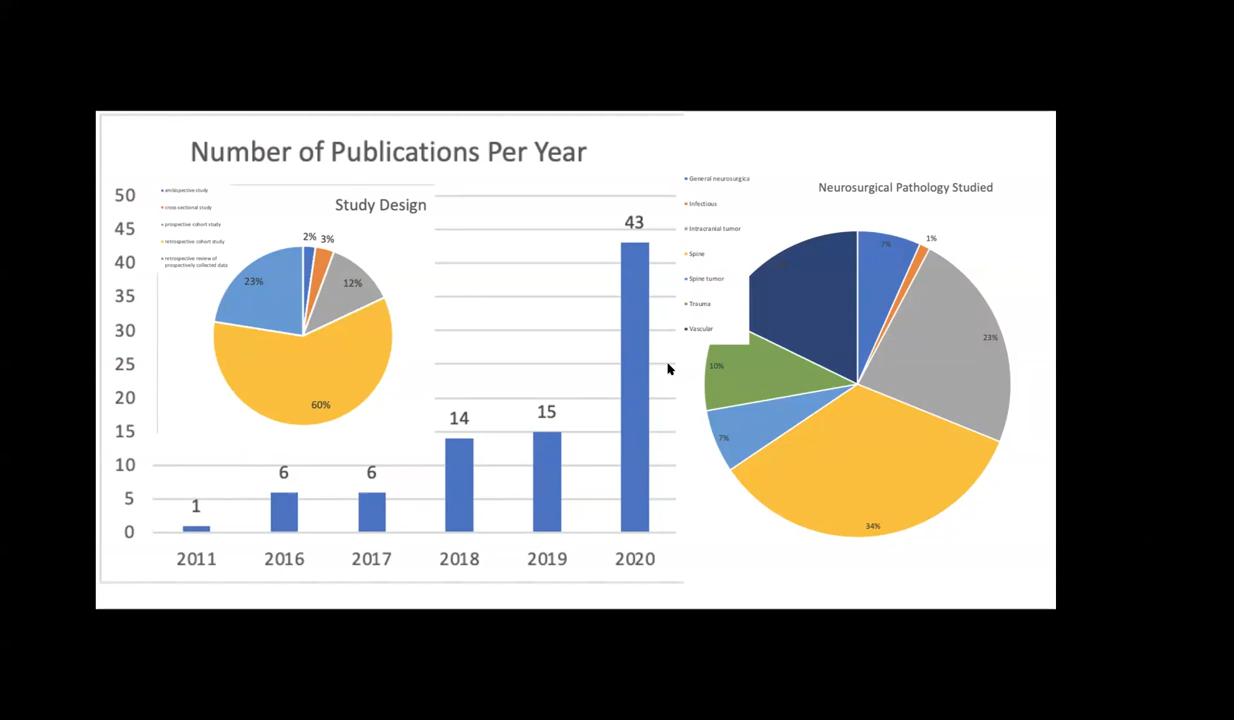 Number of Publications Per Year
50
45
40
35
30
25
20
15
10
5
0
1
6
6
14
15
43
2011
2016
2017
2018
2019
2020
Study Design
ambispective study
cross-sectional study
prospective cohort study
retrospective cohort study
retrospective review of
prospectively collected data
2%
3%
12%
60%
23%
Neurosurgical Pathology Studied
General neurosurgica
Infectious
Intracranial tumor
Spine
Spine tumor
Trauma
Vascular
7%
1%
23%
34%
7%
10%